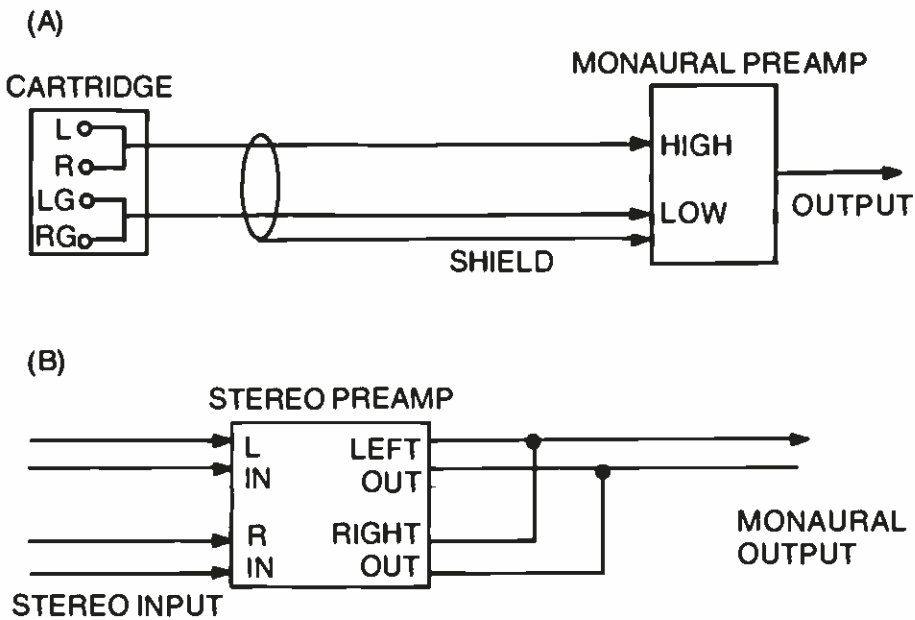 (A)
CARTRIDGE
L
R
LG
RG
SHIELD
MONAURAL PREAMP
HIGH
LOW
OUTPUT
(B)
STEREO PREAMP
L
IN
R
IN
LEFT
OUT
RIGHT
OUT
STEREO INPUT
MONAURAL
OUTPUT